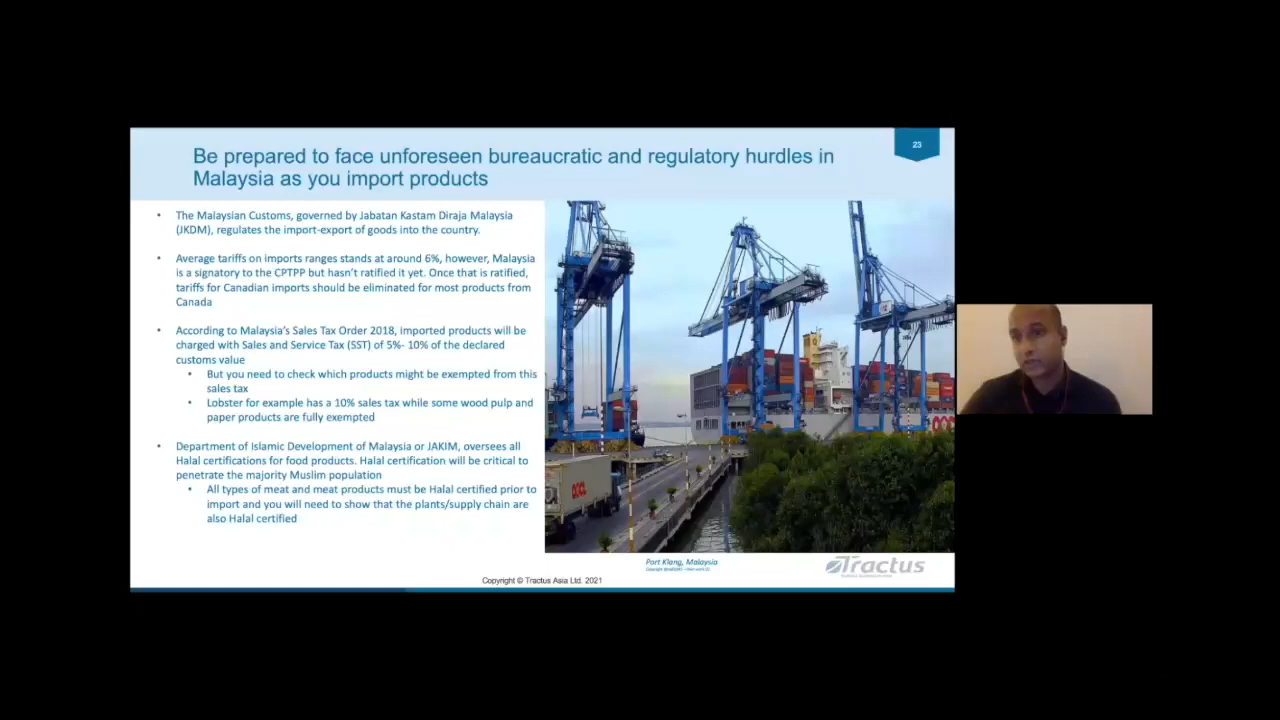 23
Be prepared to face unforeseen bureaucratic and regulatory hurdles in
Malaysia as you import products
• The Malaysian Customs, governed by Jabatan Kastam Diraja Malaysia
(JKDM), regulates the import-export of goods into the country.
• Average tariffs on imports ranges stands at around 6%, however, Malaysia
is a signatory to the CPTPP but hasn't ratified it yet. Once that is ratified,
tariffs for Canadian imports should be eliminated for most products from
Canada
• According to Malaysia's Sales Tax Order 2018, imported products will be
charged with Sales and Service Tax (SST) of 5%- 10% of the declared
customs value
• But you need to check which products might be exempted from this
sales tax
• Lobster for example has a 10% sales tax while some wood pulp and
paper products are fully exempted
• Department of Islamic Development of Malaysia or JAKIM, oversees all
Halal certifications for food products. Halal certification will be critical to
penetrate the majority Muslim population
• All types of meat and meat products must be Halal certified prior to
import and you will need to show that the plants/supply chain are
also Halal certified
Port Klang, Malaysia
Tractus
Copyright © Tractus Asia Ltd. 2021